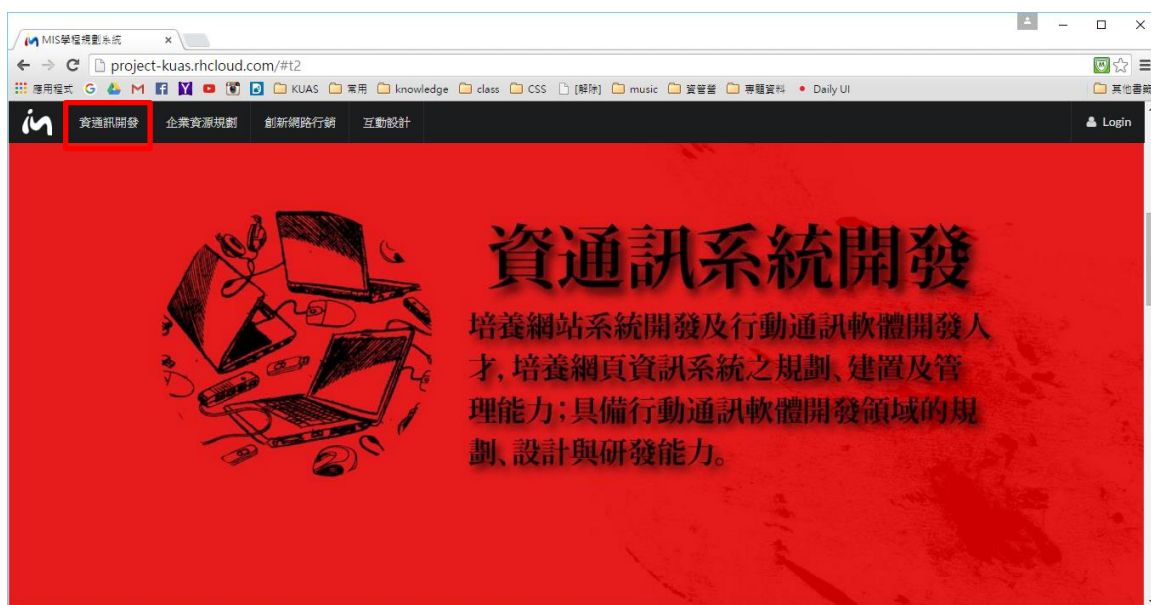 MIS學程規劃系統
project-kuas.rhcloud.com/#t2
應用程式 KUAS 常用 knowledge class CSS [解除] music 資管營 專題資料 Daily UI 其他書籤
資通訊開發 企業資源規劃 創新網路行銷 互動設計 Login
資通訊系統開發
培養網站系統開發及行動通訊軟體開發人
才,培養網頁資訊系統之規劃、建置及管
理能力;具備行動通訊軟體開發領域的規
劃、設計與研發能力。